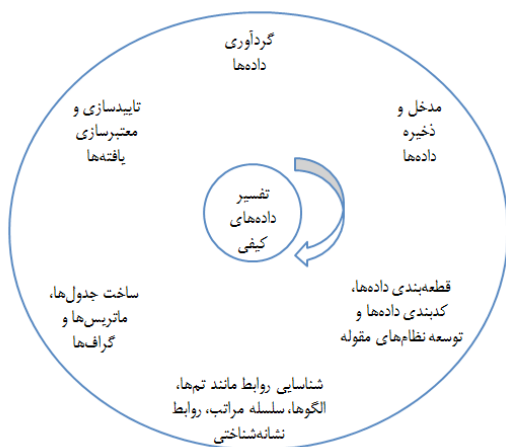 گردآوری
داده‌ها
مدخل و
ذخیره
داده‌ها
قطعه‌بندی داده‌ها،
کدبندی داده‌ها و
توسعه نظام‌های مقوله
شناسایی روابط مانند تم‌ها،
الگوها، سلسله مراتب، روابط
نشانه‌شناختی
ساخت جدول‌ها،
ماتریس‌ها و
گراف‌ها
تاییدسازی و
معتبرسازی
یافته‌ها
تفسیر
داده‌های
کیفی